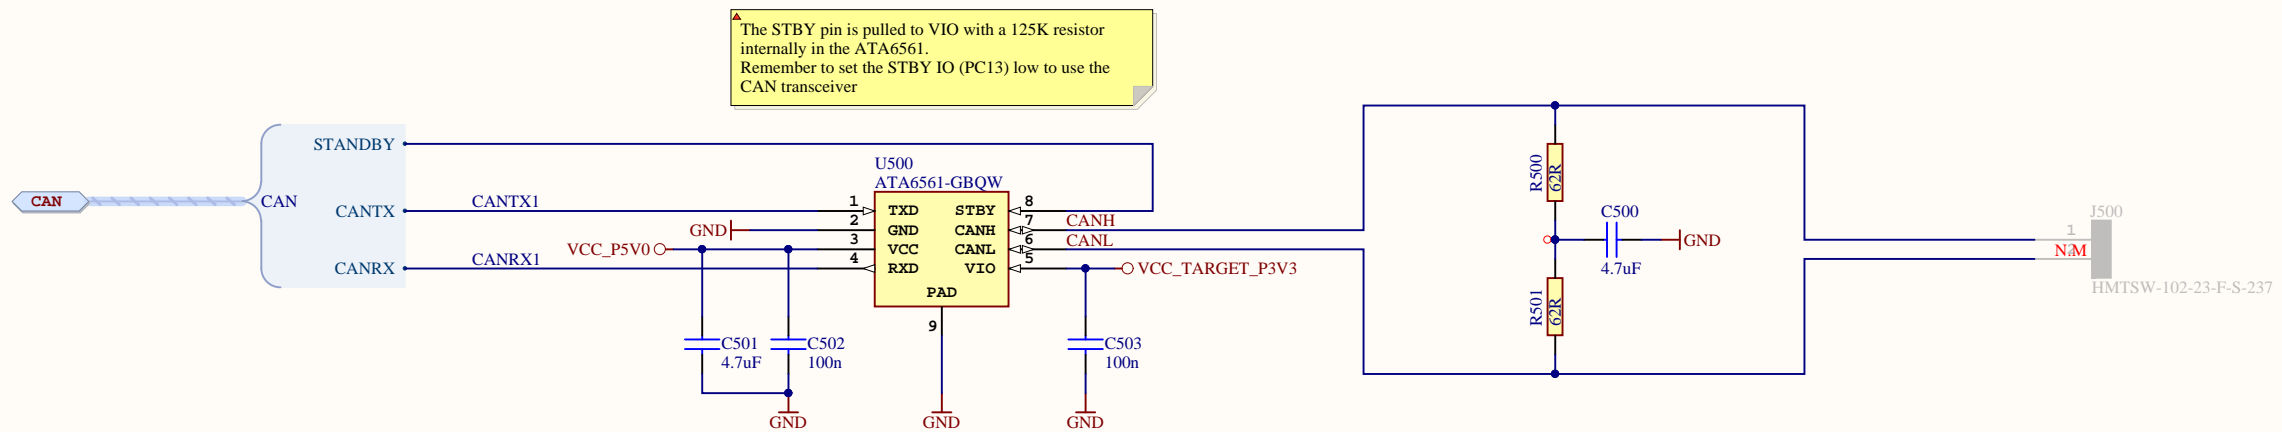 The STBY pin is pulled to VIO with a 125K resistor
internally in the ATA6561.
Remember to set the STBY IO (PC13) low to use the
CAN transceiver
CAN
CAN
STANDBY
CANTX
CANRX
CANTX1
CANRX1
GND
VCC_P5V0
U500
ATA6561-GBQW
1
2
3
4
TXD
GND
VCC
RXD
STBY
CANH
CANL
VIO
PAD
8
7
6
5
9
CANH
CANL
VCC_TARGET_P3V3
C501
4.7uF
C502
100n
GND
GND
C503
100n
GND
R500
62R
C500
4.7uF
GND
R501
62R
J500
1
2
N.M
HMTSW-102-23-F-S-237